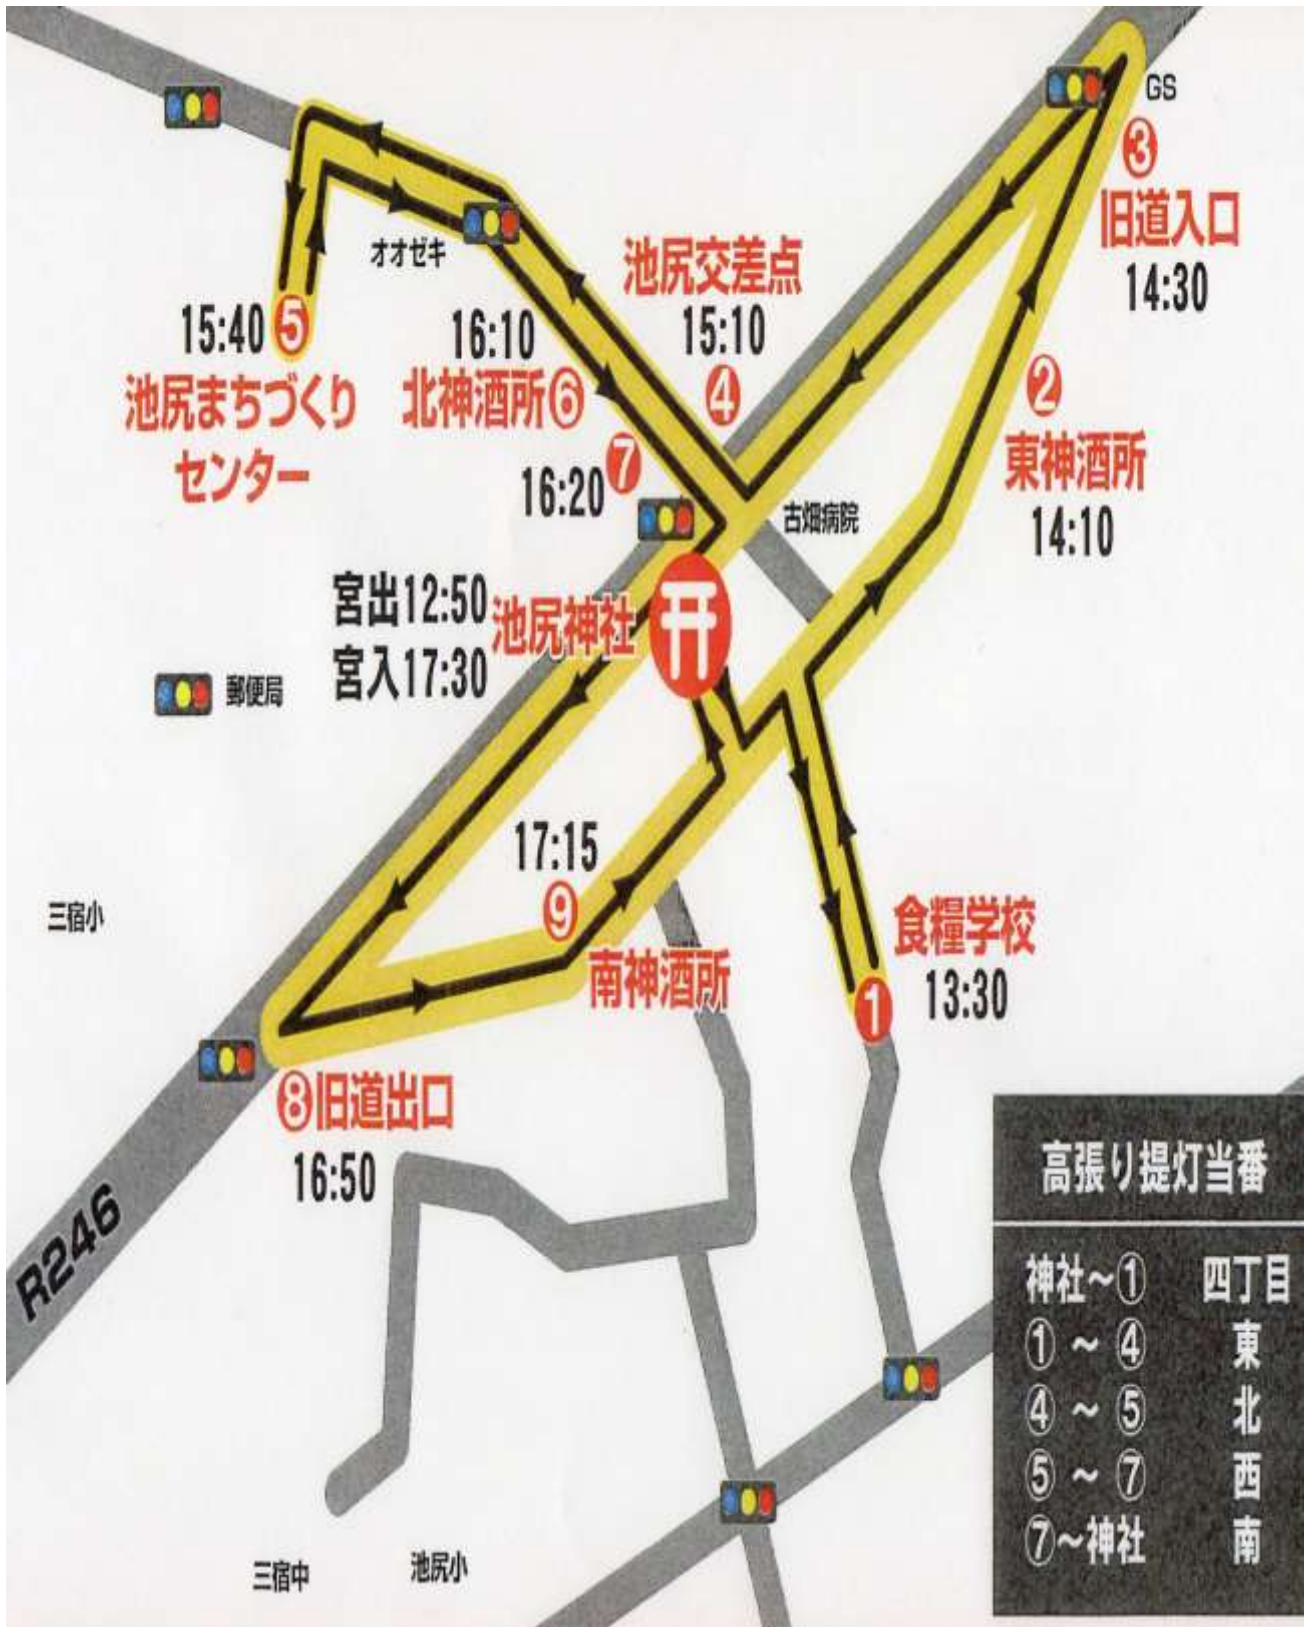 GS
③
旧道入口
14:30
オオゼキ
池尻交差点
15:10
④
15:40
⑤
池尻まちづくり
センター
16:10
北神酒所⑥
⑦
16:20
②
東神酒所
14:10
古畑病院
宮出12:50
宮入17:30
池尻神社
郵便局
17:15
⑨
南神酒所
三宿小
食糧学校
13:30
①
⑧旧道出口
16:50
R246
三宿中
池尻小
高張り提灯当番
神社~① 四丁目
① ~ ④ 東
④ ~ ⑤ 北
⑤ ~ ⑦ 西
⑦~神社 南